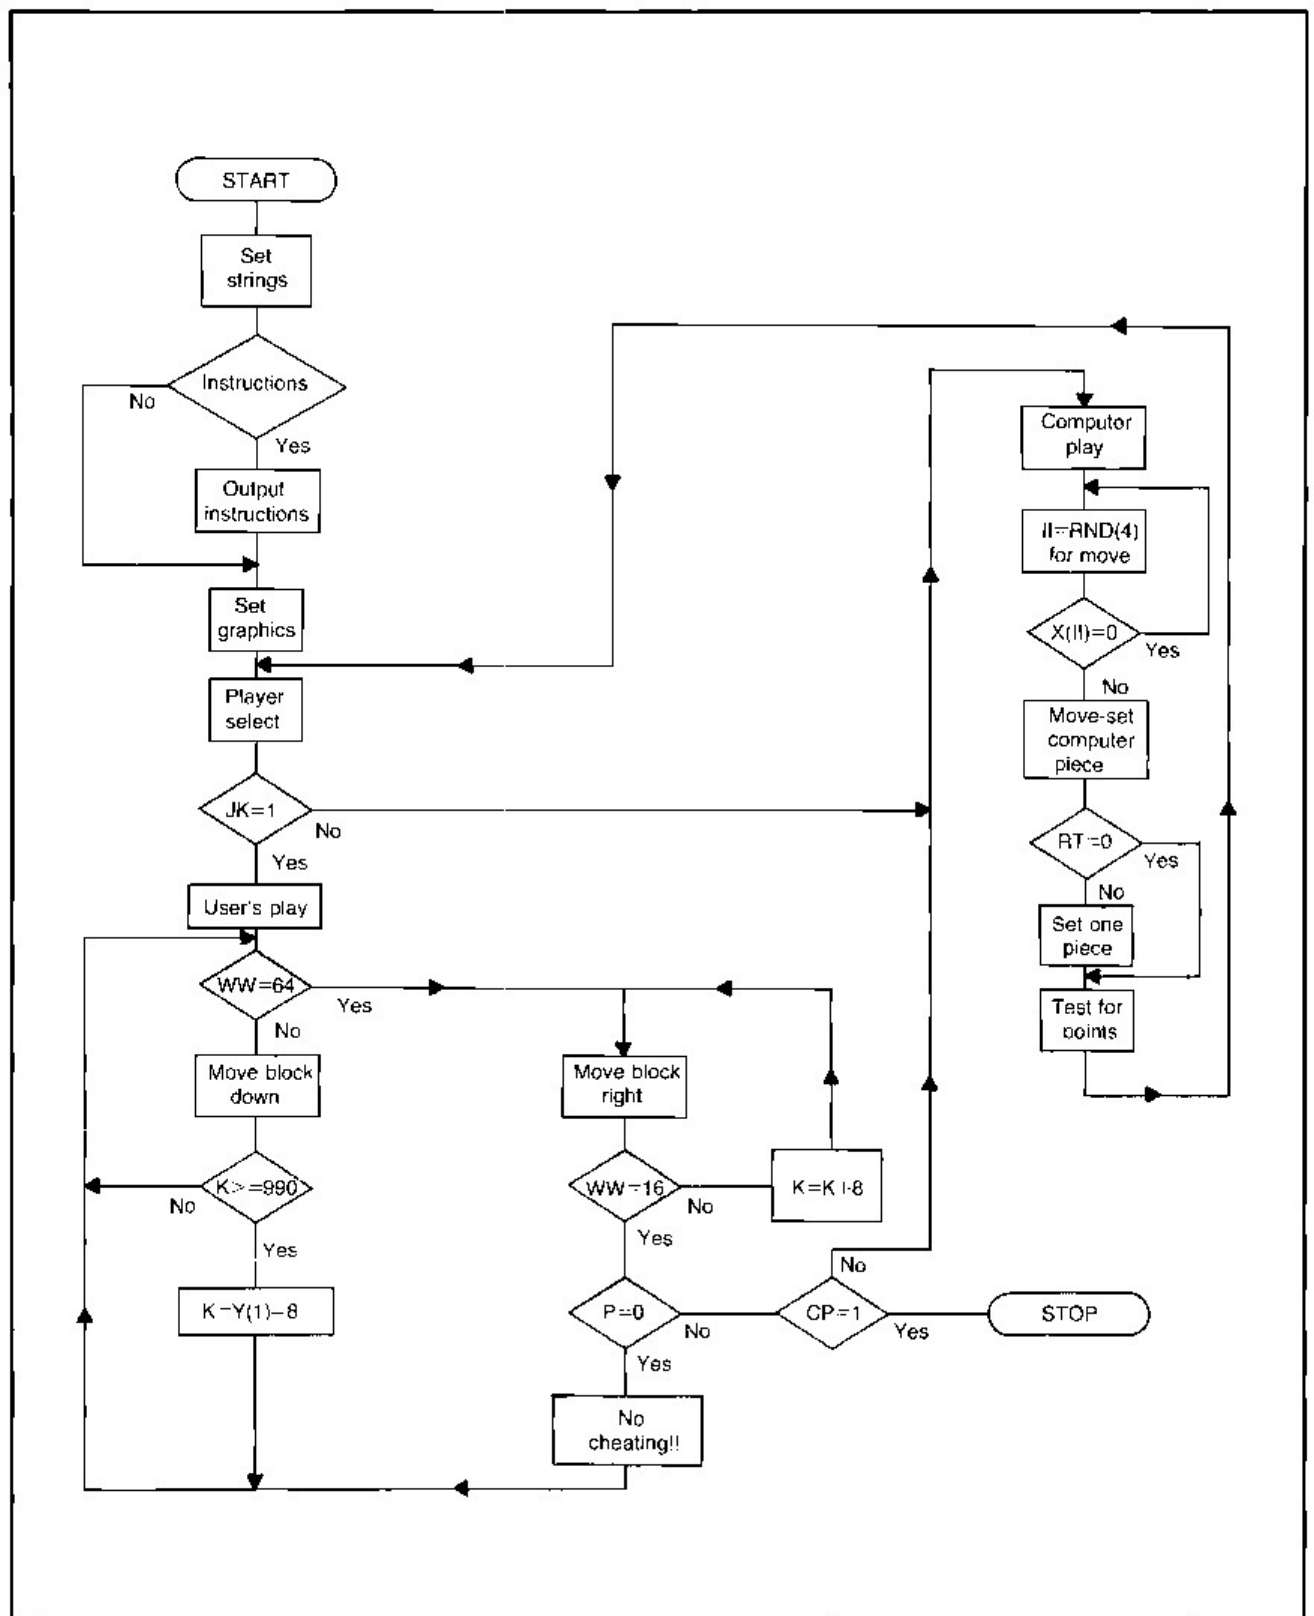 START
Set
strings
Instructions
No
Yes
Output
instructions
Set
graphics
Player
select
JK=1
No
Yes
User's play
WW=64
Yes
No
Move block
down
K>=990
No
Yes
K=Y(1)-8
Move block
right
WW=16
No
Yes
K=K+8
P=0
No
Yes
No
cheating!!
CP=1
No
Yes
STOP
Computer
play
II=RND(4)
for move
X(II)=0
Yes
No
Move-set
computer
piece
RT=0
Yes
No
Set one
piece
Test for
points